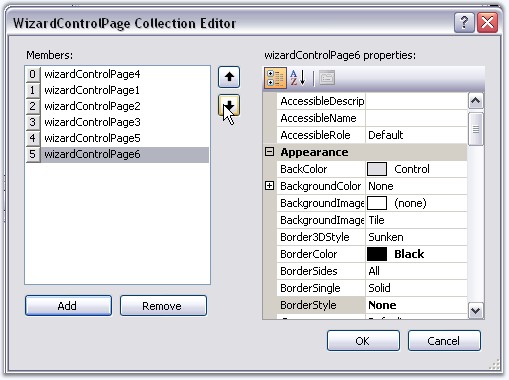 WizardControlPage Collection Editor
Members:
0 wizardControlPage4
1 wizardControlPage1
2 wizardControlPage2
3 wizardControlPage3
4 wizardControlPage5
5 wizardControlPage6
Add
Remove
wizardControlPage6 properties:
AccessibleDescrip
AccessibleName
AccessibleRole Default
Appearance
BackColor Control
BackgroundColor None
BackgroundImage (none)
BackgroundImage Tile
Border3DStyle Sunken
BorderColor Black
BorderSides All
BorderSingle Solid
BorderStyle None
OK
Cancel